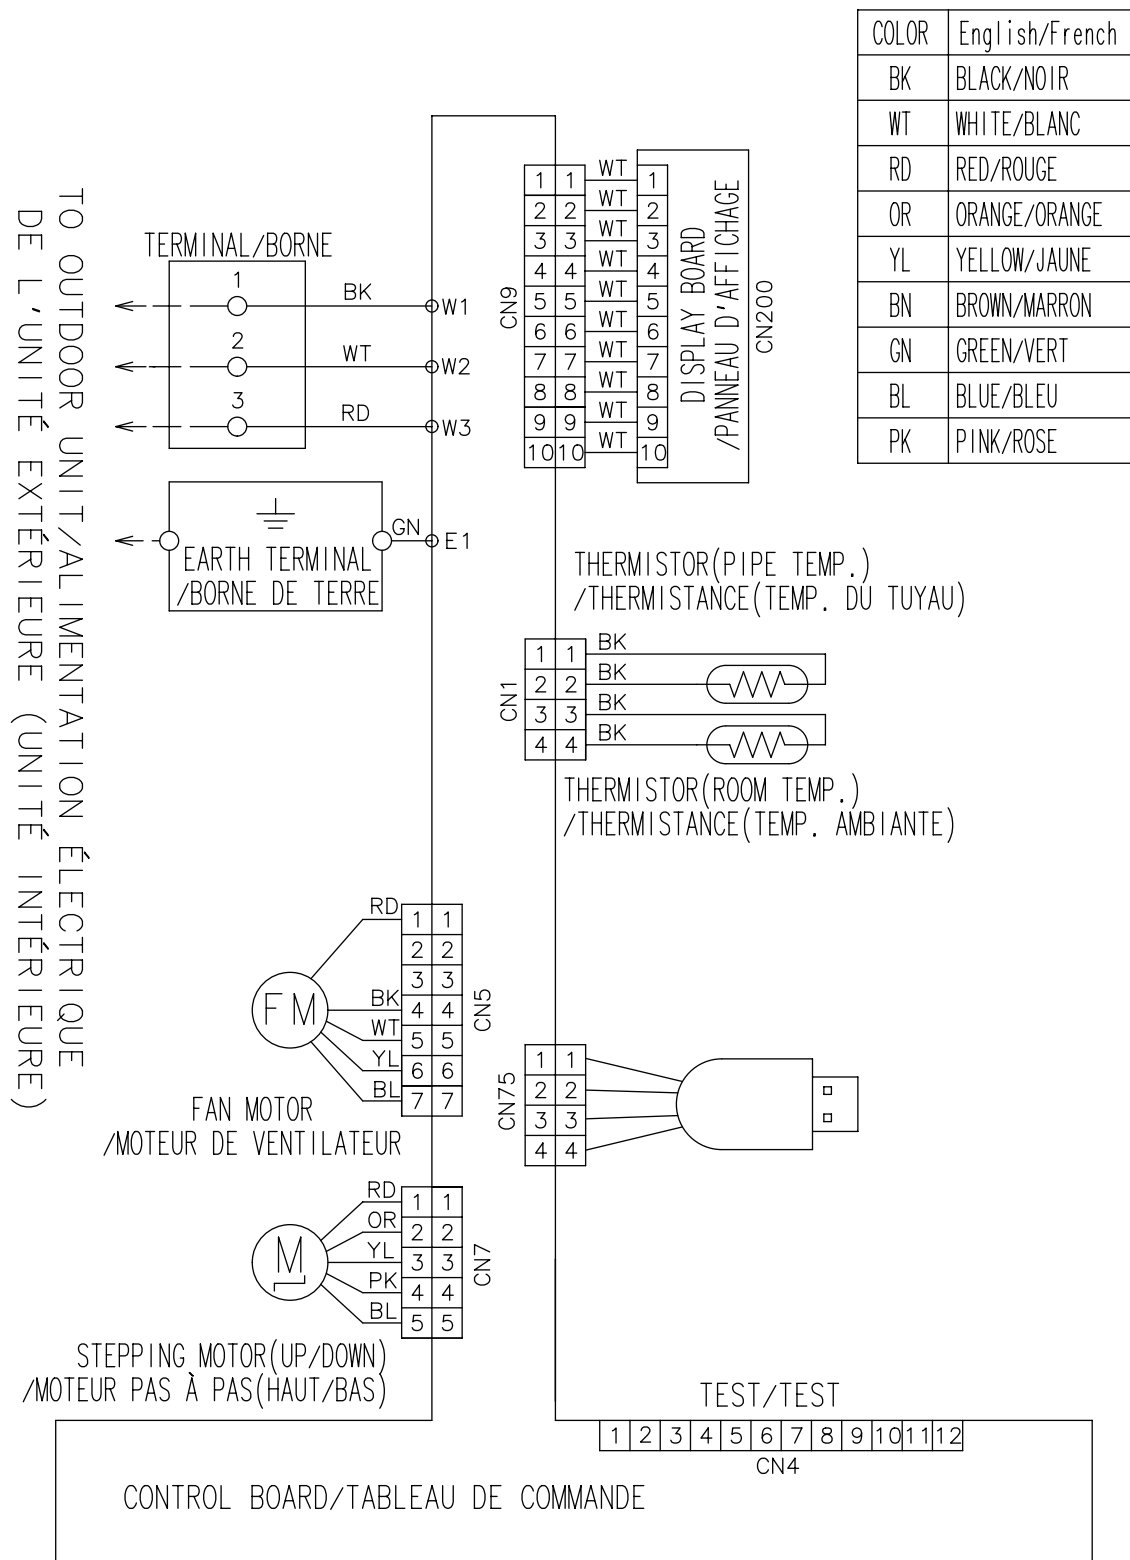 COLOR English/French
BK BLACK/NOIR
WT WHITE/BLANC
RD RED/ROUGE
OR ORANGE/ORANGE
YL YELLOW/JAUNE
BN BROWN/MARRON
GN GREEN/VERT
BL BLUE/BLEU
PK PINK/ROSE
TO OUTDOOR UNIT/ALIMENTATION ÉLECTRIQUE
DE L'UNITÉ EXTÉRIEURE (UNITÉ INTÉRIEURE)
TERMINAL/BORNE
1 BK W1
2 WT W2
3 RD W3
GN E1
EARTH TERMINAL
/BORNE DE TERRE
CN9
1 1 WT 1
2 2 WT 2
3 3 WT 3
4 4 WT 4
5 5 WT 5
6 6 WT 6
7 7 WT 7
8 8 WT 8
9 9 WT 9
10 10 WT 10
DISPLAY BOARD
/PANNEAU D'AFFICHAGE
CN200
THERMISTOR(PIPE TEMP.)
/THERMISTANCE(TEMP. DU TUYAU)
CN1
1 1 BK
2 2 BK
3 3 BK
4 4 BK
THERMISTOR(ROOM TEMP.)
/THERMISTANCE(TEMP. AMBIANTE)
RD 1 1
2 2
3 3
BK 4 4
WT 5 5
YL 6 6
BL 7 7
CN5
FM
FAN MOTOR
/MOTEUR DE VENTILATEUR
CN75
1 1
2 2
3 3
4 4
RD 1 1
OR 2 2
YL 3 3
PK 4 4
BL 5 5
CN7
M
STEPPING MOTOR(UP/DOWN)
/MOTEUR PAS À PAS(HAUT/BAS)
TEST/TEST
1 2 3 4 5 6 7 8 9 10 11 12
CN4
CONTROL BOARD/TABLEAU DE COMMANDE